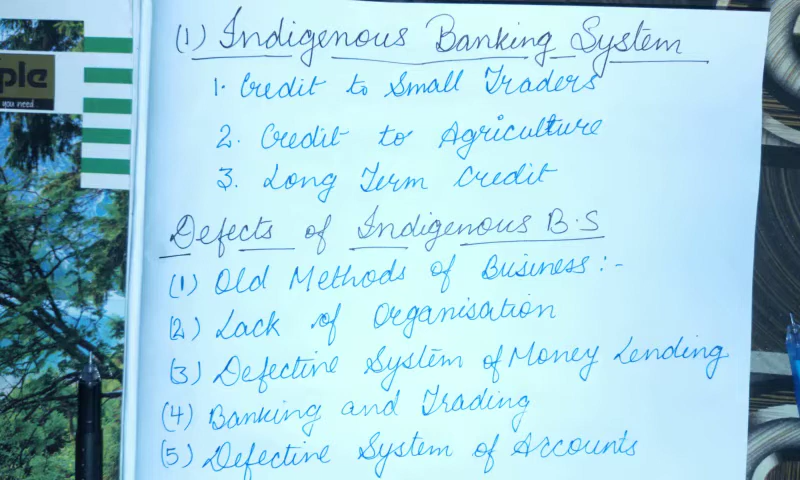 ple
you need
(1) Indigenous Banking System
1. Credit to Small Traders
2. Credit to Agriculture
3. Long Term Credit
Defects of Indigenous B.S
(1) Old Methods of Business :-
(2) Lack of Organisation
(3) Defective System of Money Lending
(4) Banking and Trading
(5) Defective System of Accounts